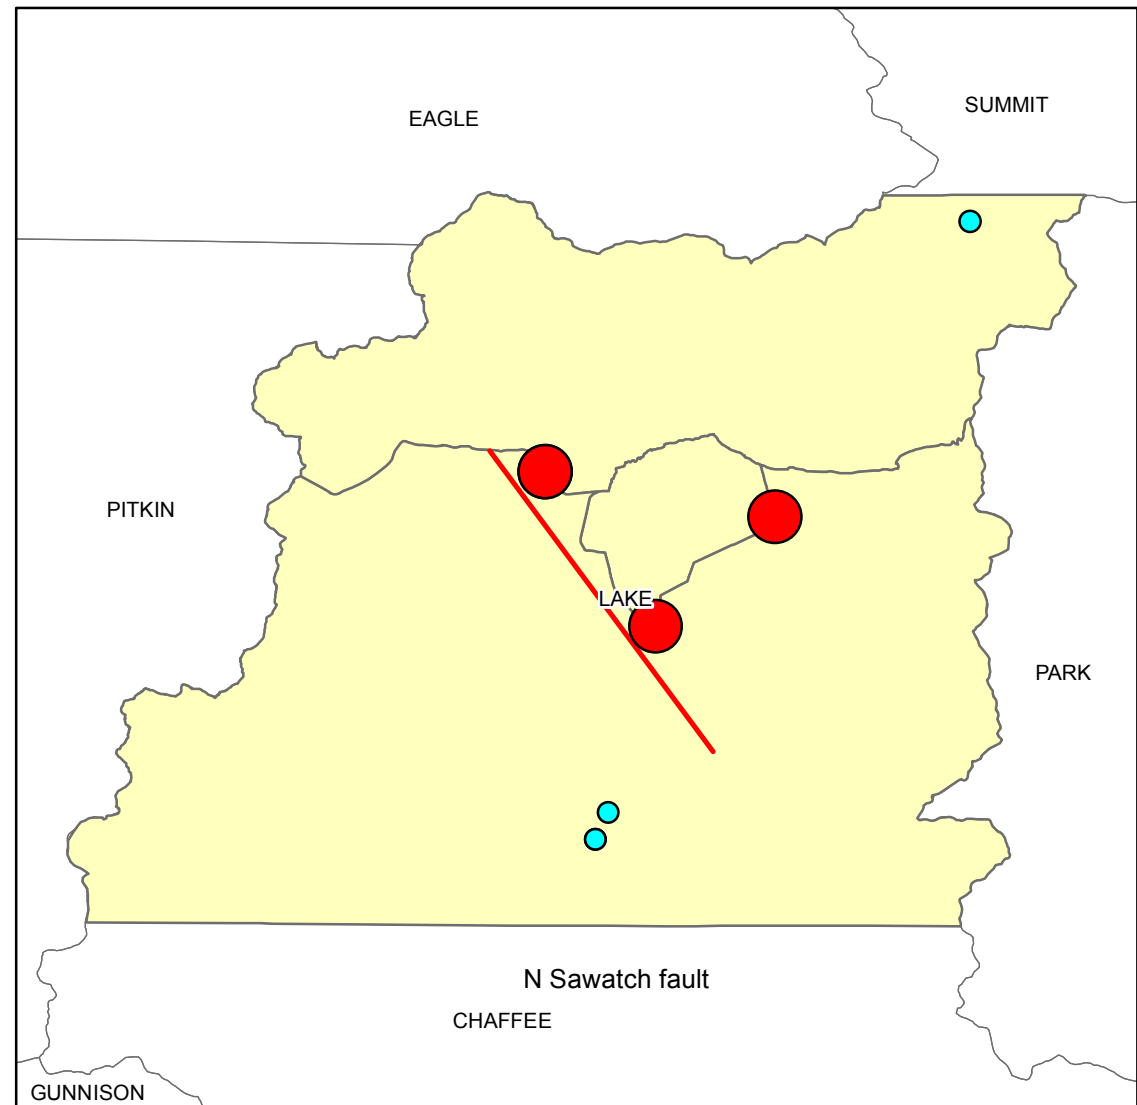 SUMMIT
EAGLE
PITKIN
LAKE
PARK
N Sawatch fault
CHAFFEE
GUNNISON